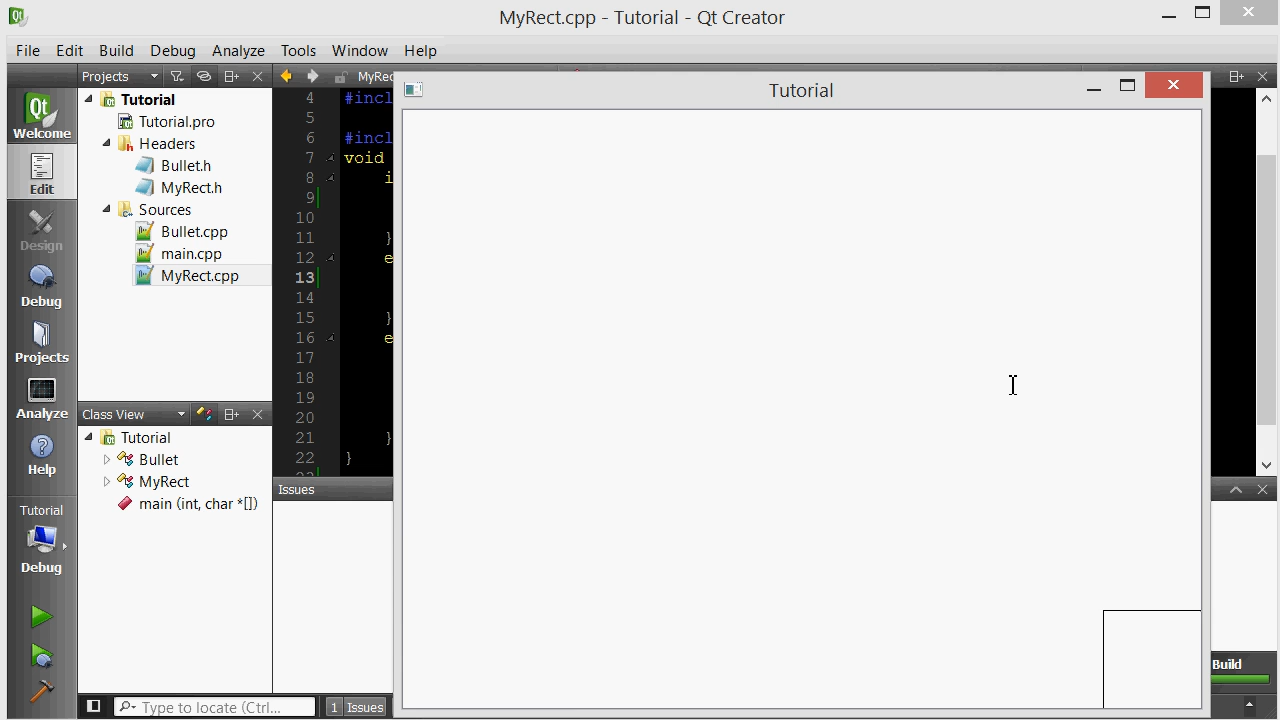 MyRect.cpp - Tutorial - Qt Creator
File Edit Build Debug Analyze Tools Window Help
Projects
MyRec
Tutorial
Welcome
Edit
Design
Debug
Projects
Analyze
Help
Tutorial
Debug
Tutorial
Tutorial.pro
Headers
Bullet.h
MyRect.h
Sources
Bullet.cpp
main.cpp
MyRect.cpp
Class View
Tutorial
Bullet
MyRect
main (int, char *[])
4 #incl
5
6 #incl
7 void
8 i
9
10
11 }
12 e
13
14
15 }
16 e
17
18
19
20
21 }
22 }
Issues
Build
Type to locate (Ctrl...
1 Issues